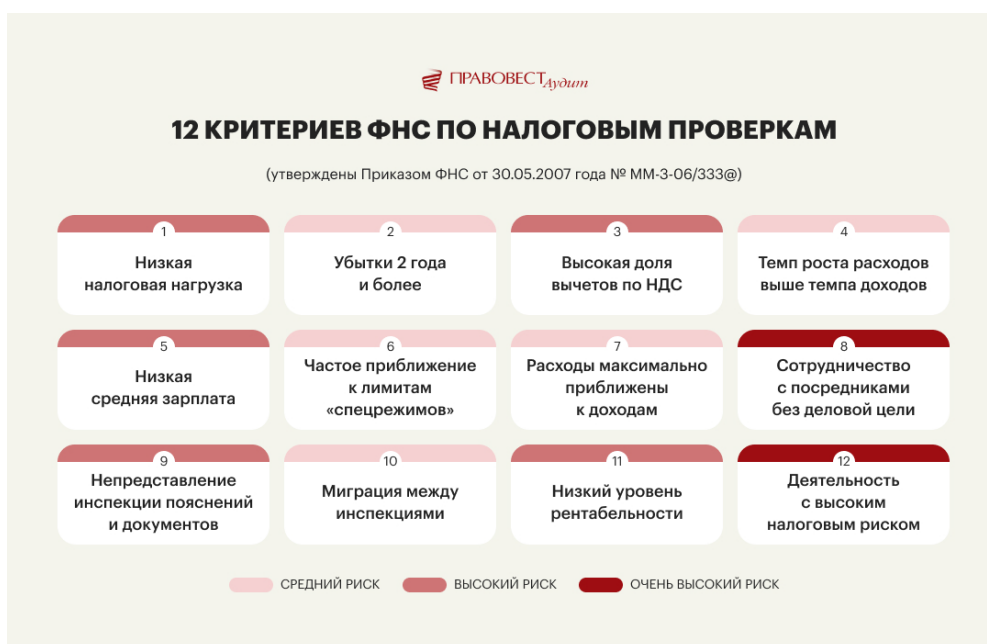 ПРАВОВЕСТ Аудит
12 КРИТЕРИЕВ ФНС ПО НАЛОГОВЫМ ПРОВЕРКАМ
(утверждены Приказом ФНС от 30.05.2007 года № ММ-3-06/333@)
1
Низкая
налоговая нагрузка
2
Убытки 2 года
и более
3
Высокая доля
вычетов по НДС
4
Темп роста расходов
выше темпа доходов
5
Низкая
средняя зарплата
6
Частое приближение
к лимитам
«спецрежимов»
7
Расходы максимально
приближены
к доходам
8
Сотрудничество
с посредниками
без деловой цели
9
Непредставление
инспекции пояснений
и документов
10
Миграция между
инспекциями
11
Низкий уровень
рентабельности
12
Деятельность
с высоким
налоговым риском
СРЕДНИЙ РИСК
ВЫСОКИЙ РИСК
ОЧЕНЬ ВЫСОКИЙ РИСК